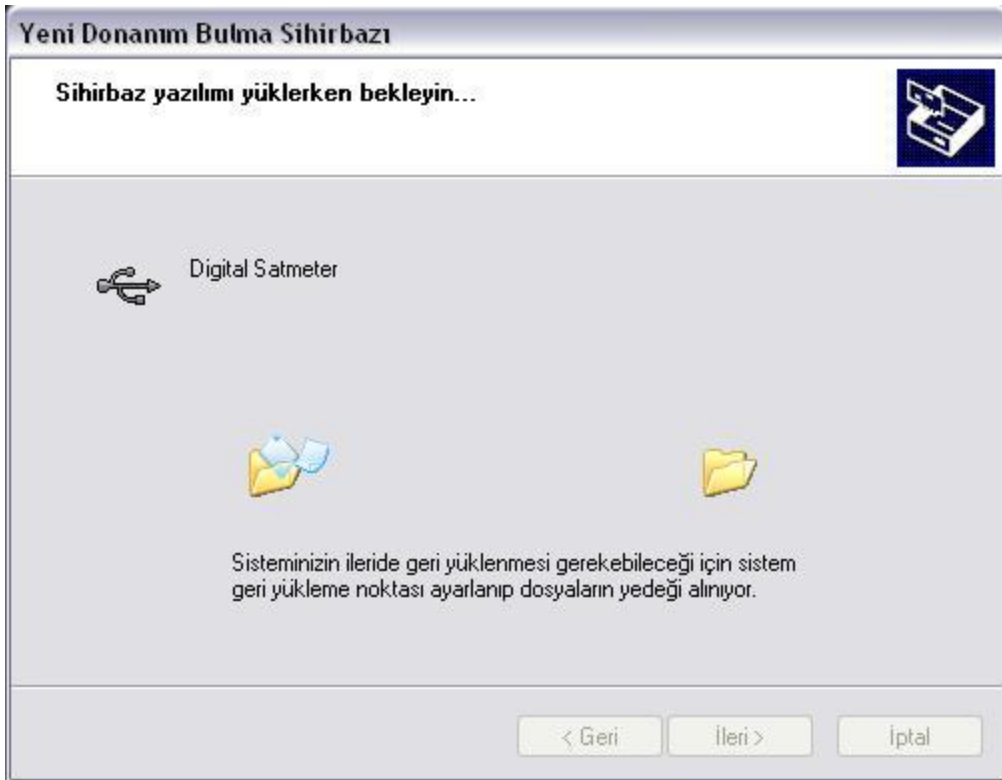 Yeni Donanım Bulma Sihirbazı
Sihirbaz yazılımı yüklerken bekleyin...
Digital Satmeter
Sisteminizin ileride geri yüklenmesi gerekebileceği için sistem
geri yükleme noktası ayarlanıp dosyaların yedeği alınıyor.
< Geri
İleri >
İptal